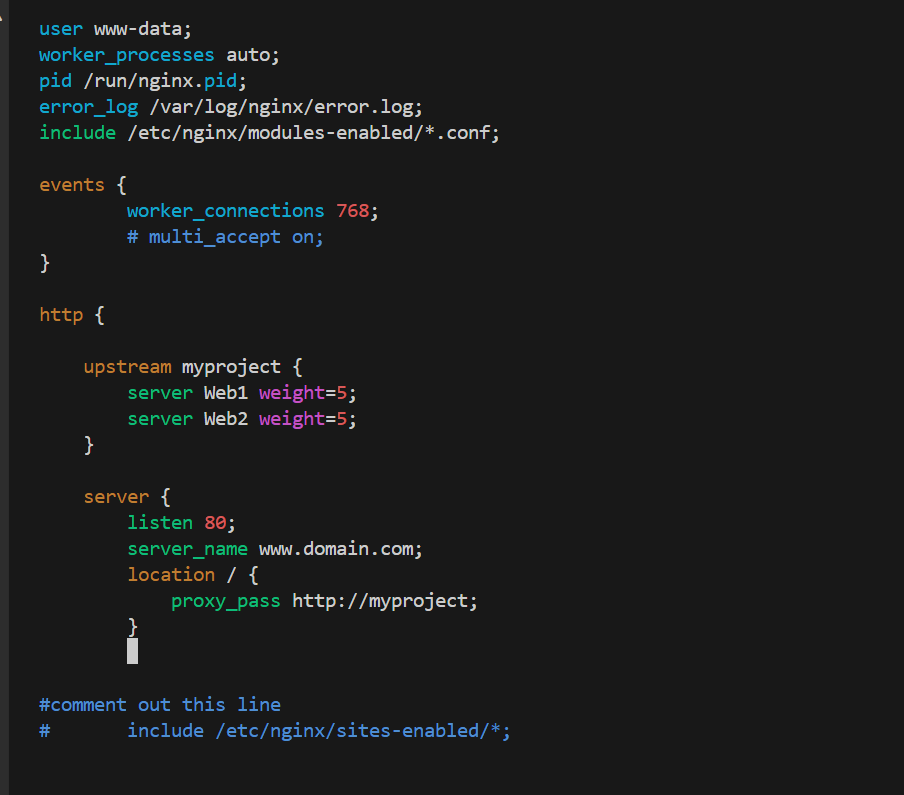 user www-data;
worker_processes auto;
pid /run/nginx.pid;
error_log /var/log/nginx/error.log;
include /etc/nginx/modules-enabled/*.conf;

events {
        worker_connections 768;
        # multi_accept on;
}

http {

    upstream myproject {
        server Web1 weight=5;
        server Web2 weight=5;
    }

    server {
        listen 80;
        server_name www.domain.com;
        location / {
            proxy_pass http://myproject;
        }

#comment out this line
#       include /etc/nginx/sites-enabled/*;